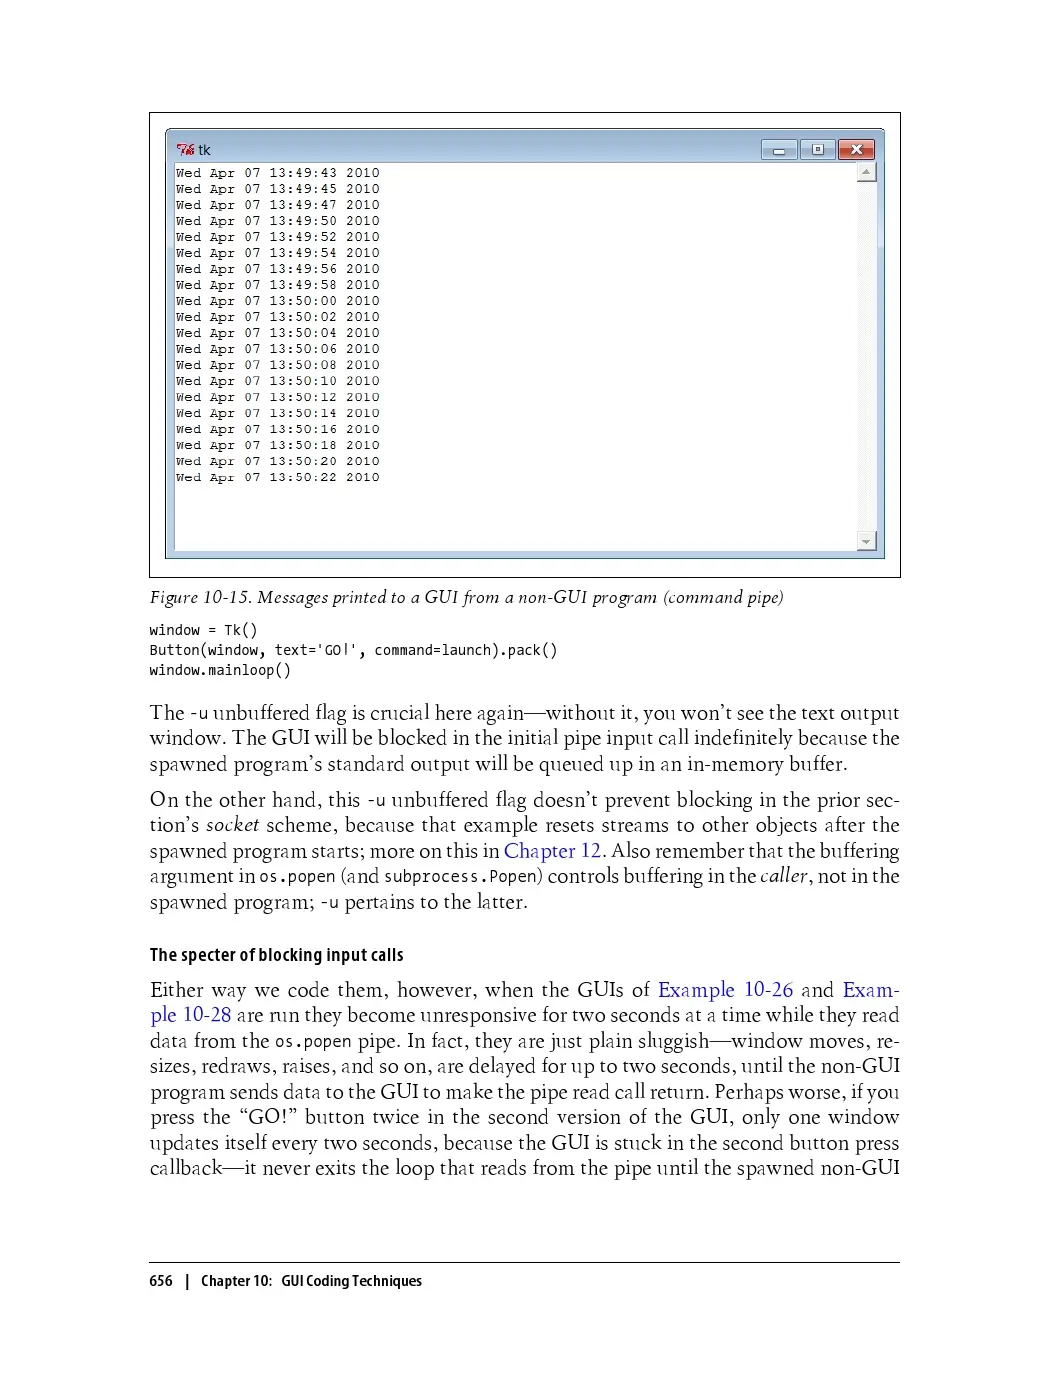 tk
Wed Apr 07 13:49:43 2010
Wed Apr 07 13:49:45 2010
Wed Apr 07 13:49:47 2010
Wed Apr 07 13:49:50 2010
Wed Apr 07 13:49:52 2010
Wed Apr 07 13:49:54 2010
Wed Apr 07 13:49:56 2010
Wed Apr 07 13:49:58 2010
Wed Apr 07 13:50:00 2010
Wed Apr 07 13:50:02 2010
Wed Apr 07 13:50:04 2010
Wed Apr 07 13:50:06 2010
Wed Apr 07 13:50:08 2010
Wed Apr 07 13:50:10 2010
Wed Apr 07 13:50:12 2010
Wed Apr 07 13:50:14 2010
Wed Apr 07 13:50:16 2010
Wed Apr 07 13:50:18 2010
Wed Apr 07 13:50:20 2010
Wed Apr 07 13:50:22 2010
Figure 10-15. Messages printed to a GUI from a non-GUI program (command pipe)
window = Tk()
Button(window, text='GO!', command=launch).pack()
window.mainloop()
The -u unbuffered flag is crucial here again—without it, you won’t see the text output
window. The GUI will be blocked in the initial pipe input call indefinitely because the
spawned program’s standard output will be queued up in an in-memory buffer.
On the other hand, this -u unbuffered flag doesn’t prevent blocking in the prior sec-
tion’s socket scheme, because that example resets streams to other objects after the
spawned program starts; more on this in Chapter 12. Also remember that the buffering
argument in os.popen (and subprocess.Popen) controls buffering in the caller, not in the
spawned program; -u pertains to the latter.
The specter of blocking input calls
Either way we code them, however, when the GUIs of Example 10-26 and Exam-
ple 10-28 are run they become unresponsive for two seconds at a time while they read
data from the os.popen pipe. In fact, they are just plain sluggish—window moves, re-
sizes, redraws, raises, and so on, are delayed for up to two seconds, until the non-GUI
program sends data to the GUI to make the pipe read call return. Perhaps worse, if you
press the “GO!” button twice in the second version of the GUI, only one window
updates itself every two seconds, because the GUI is stuck in the second button press
callback—it never exits the loop that reads from the pipe until the spawned non-GUI
656 | Chapter 10: GUI Coding Techniques